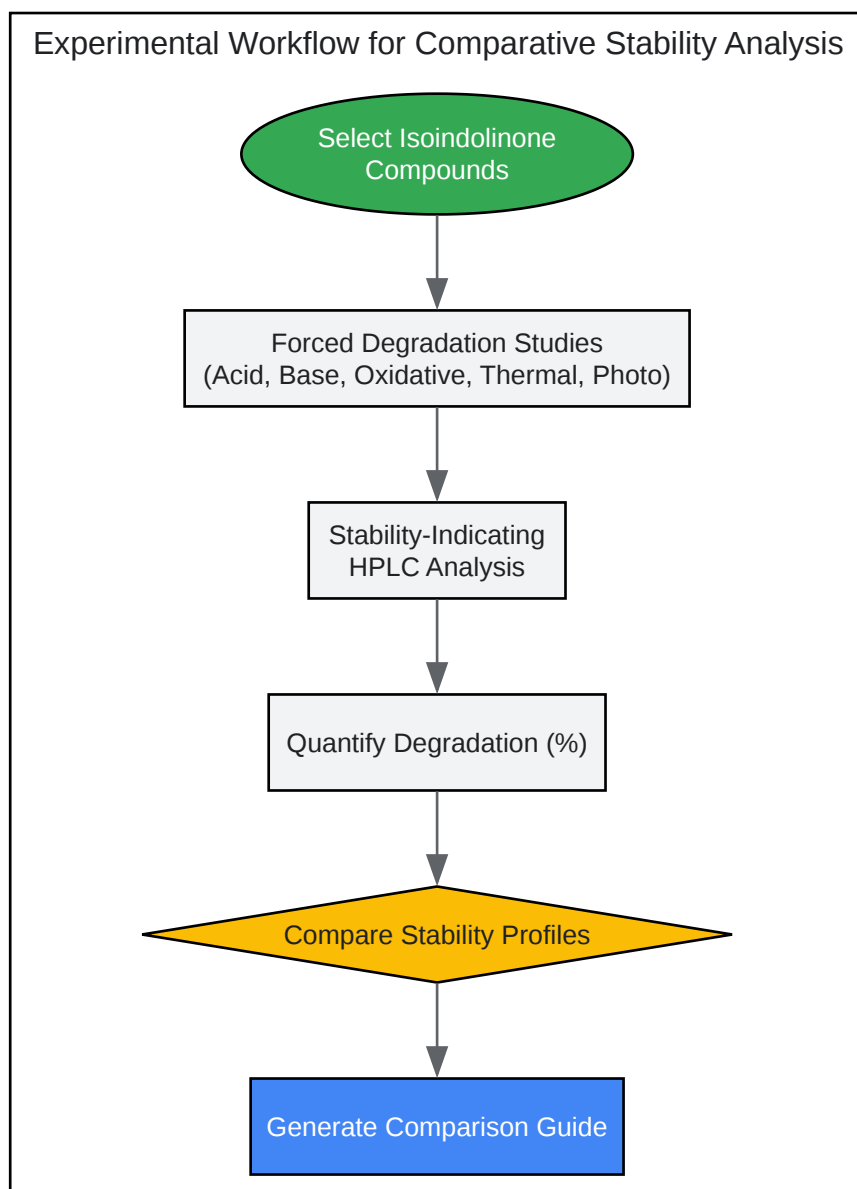 Experimental Workflow for Comparative Stability Analysis
Select Isoindolinone
Compounds
Forced Degradation Studies
(Acid, Base, Oxidative, Thermal, Photo)
Stability-Indicating
HPLC Analysis
Quantify Degradation (%)
Compare Stability Profiles
Generate Comparison Guide